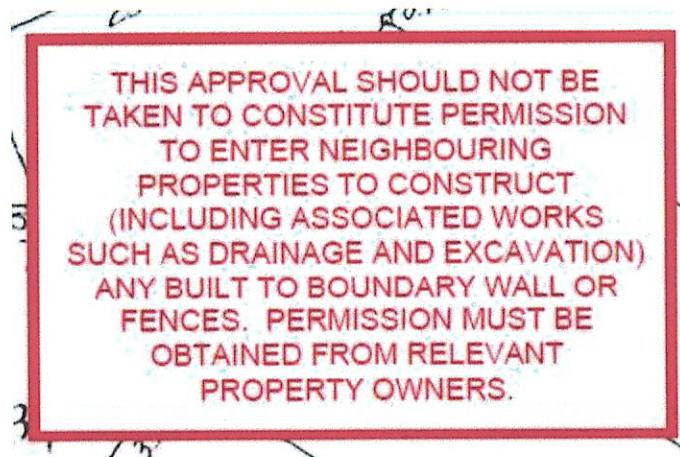 THIS APPROVAL SHOULD NOT BE
TAKEN TO CONSTITUTE PERMISSION
TO ENTER NEIGHBOURING
PROPERTIES TO CONSTRUCT
(INCLUDING ASSOCIATED WORKS
SUCH AS DRAINAGE AND EXCAVATION)
ANY BUILT TO BOUNDARY WALL OR
FENCES.  PERMISSION MUST BE
OBTAINED FROM RELEVANT
PROPERTY OWNERS.